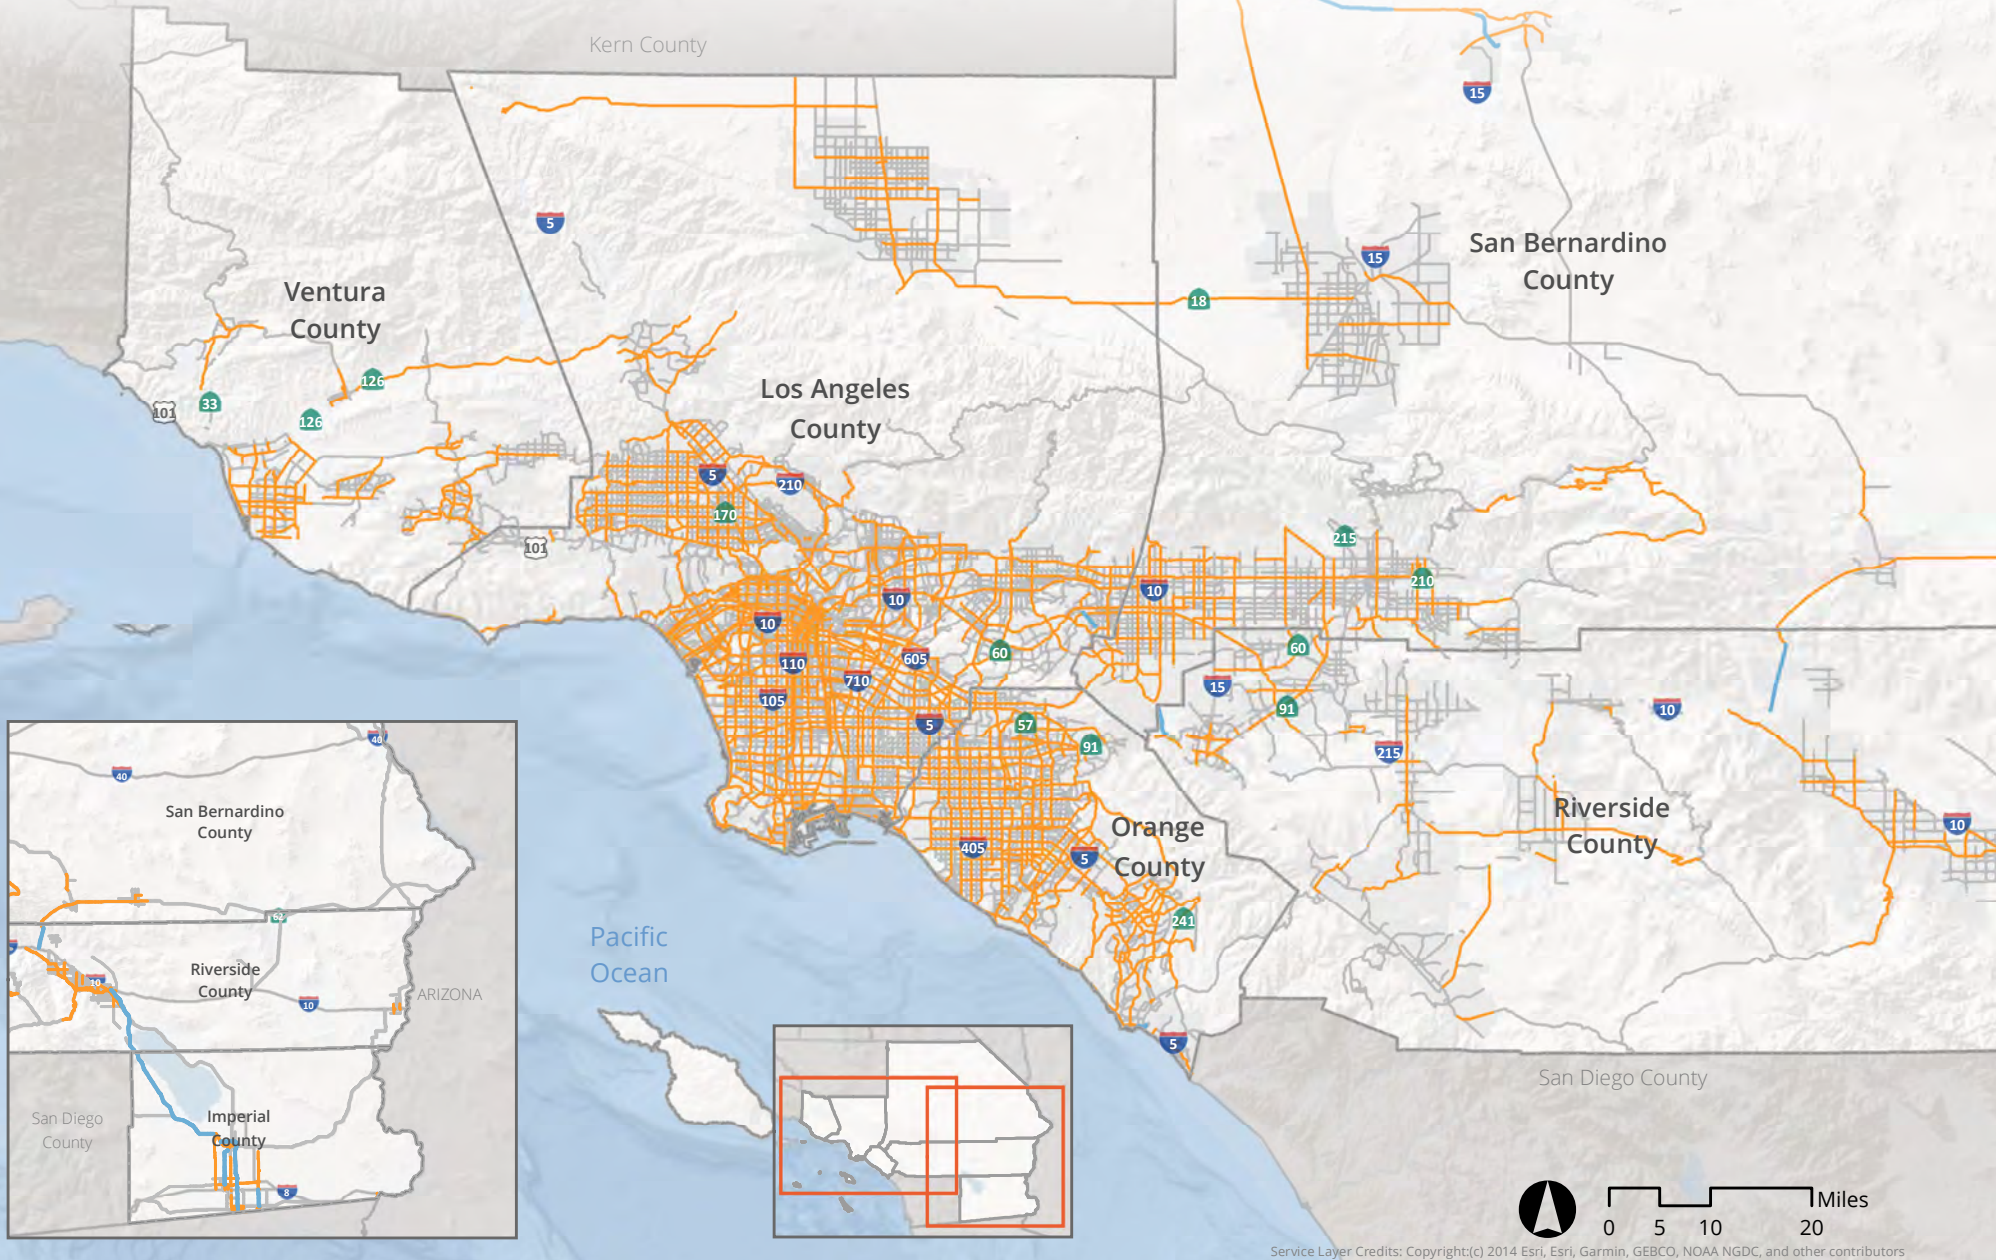 Kern County
15
5
San Bernardino
County
15
Ventura
County
18
126
Los Angeles
County
33
101
126
5
210
170
215
101
210
10
10
10
60
60
110
605
710
15
105
91
10
57
5
91
215
Riverside
County
10
Orange
County
405
5
241
Pacific
Ocean
5
San Diego County
40
40
San Bernardino
County
62
Riverside
County
10
10
ARIZONA
San Diego
County
Imperial
County
8
Miles
0 5 10 20
Service Layer Credits: Copyright:(c) 2014 Esri, Esri, Garmin, GEBCO, NOAA NGDC, and other contributors